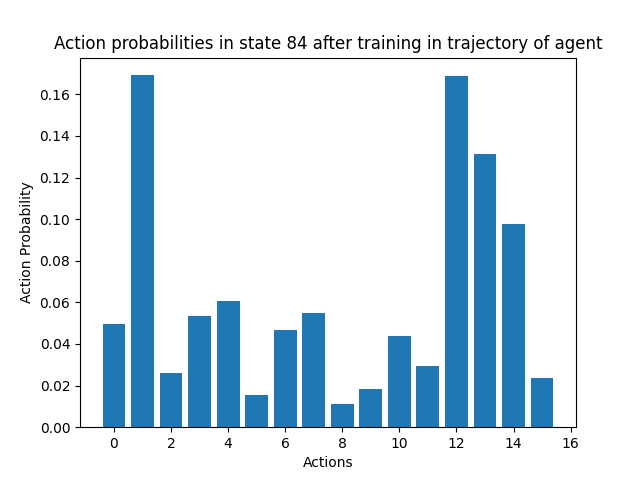 Action probabilities in state 84 after training in trajectory of agent
0.16
0.14
0.12
0.10
0.08
0.06
0.04
0.02
0.00
Action Probability
0 2 4 6 8 10 12 14 16
Actions